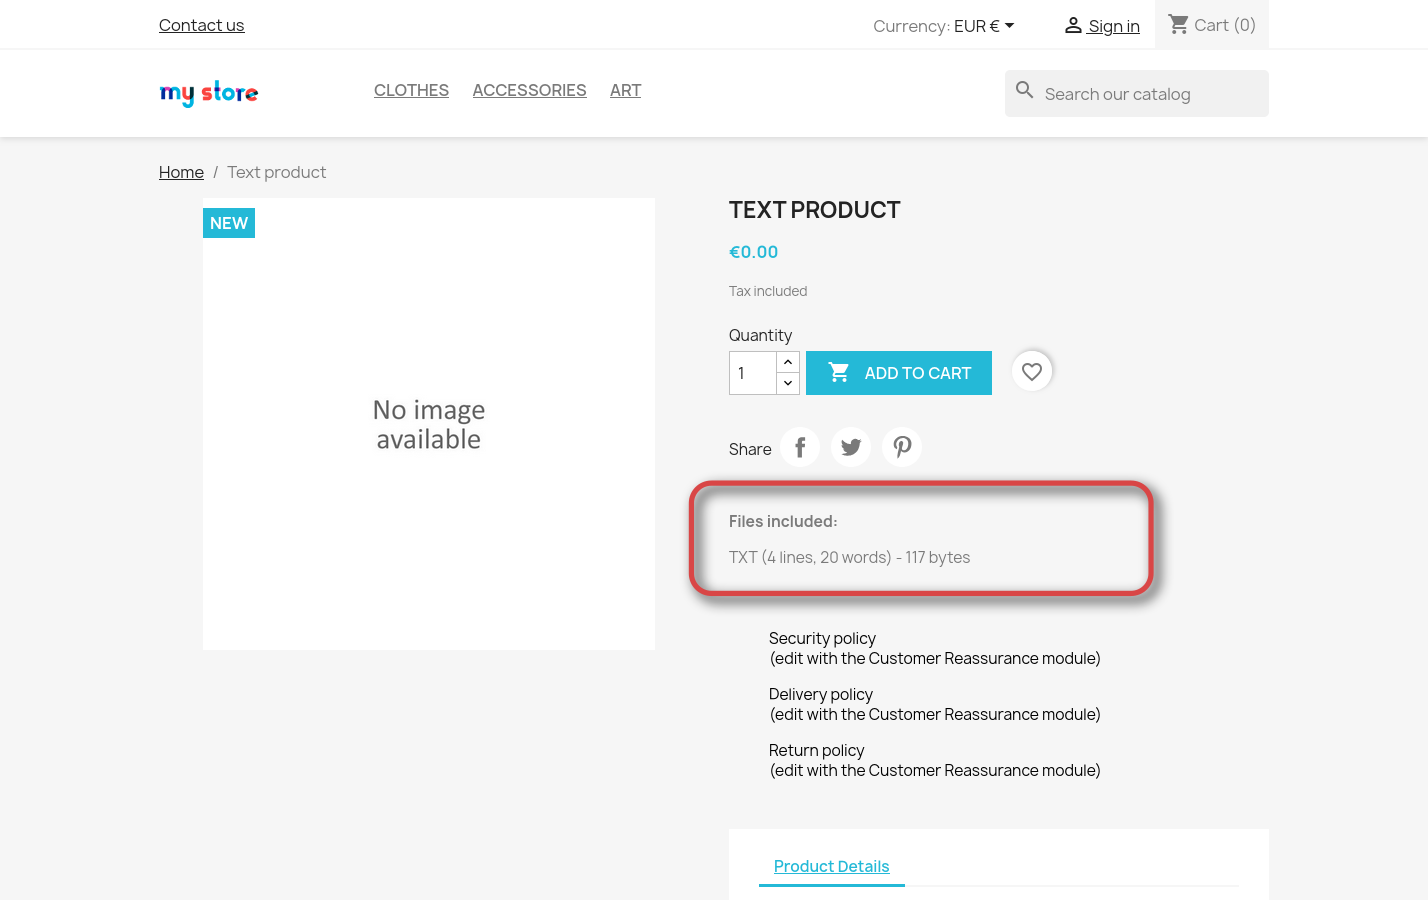 Contact us
Currency: EUR €
Sign in
Cart (0)
my store
CLOTHES ACCESSORIES ART
Search our catalog
Home / Text product
NEW
No image
available
TEXT PRODUCT
€0.00
Tax included
Quantity
1
ADD TO CART
Share
Files included:
TXT (4 lines, 20 words) - 117 bytes
Security policy
(edit with the Customer Reassurance module)
Delivery policy
(edit with the Customer Reassurance module)
Return policy
(edit with the Customer Reassurance module)
Product Details